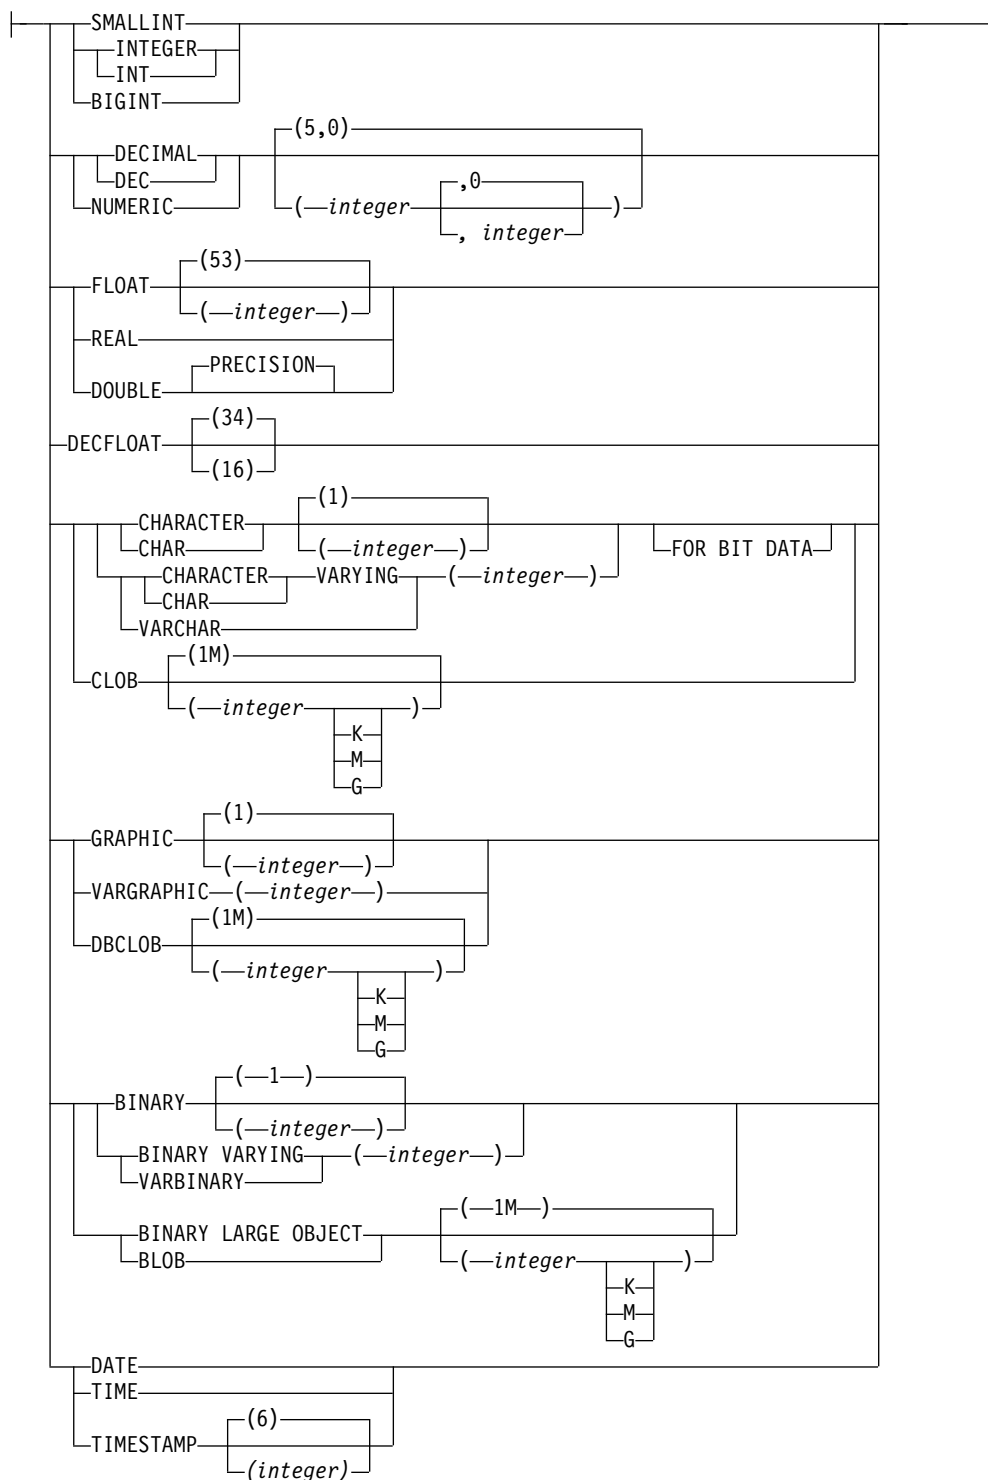 SMALLINT
INTEGER
INT
BIGINT
(5,0)
DECIMAL
DEC
,0
NUMERIC ( integer )
, integer
(53)
FLOAT
( integer )
REAL
PRECISION
DOUBLE
(34)
DECFLOAT
(16)
(1)
CHARACTER
CHAR ( integer ) FOR BIT DATA
CHARACTER VARYING ( integer )
CHAR
VARCHAR
(1M)
CLOB
( integer )
K
M
G
(1)
GRAPHIC
( integer )
VARGRAPHIC ( integer )
(1M)
DBCLOB
( integer )
K
M
G
( 1 )
BINARY
( integer )
BINARY VARYING ( integer )
VARBINARY
( 1M )
BINARY LARGE OBJECT
BLOB ( integer )
K
M
G
DATE
TIME
(6)
TIMESTAMP
(integer)